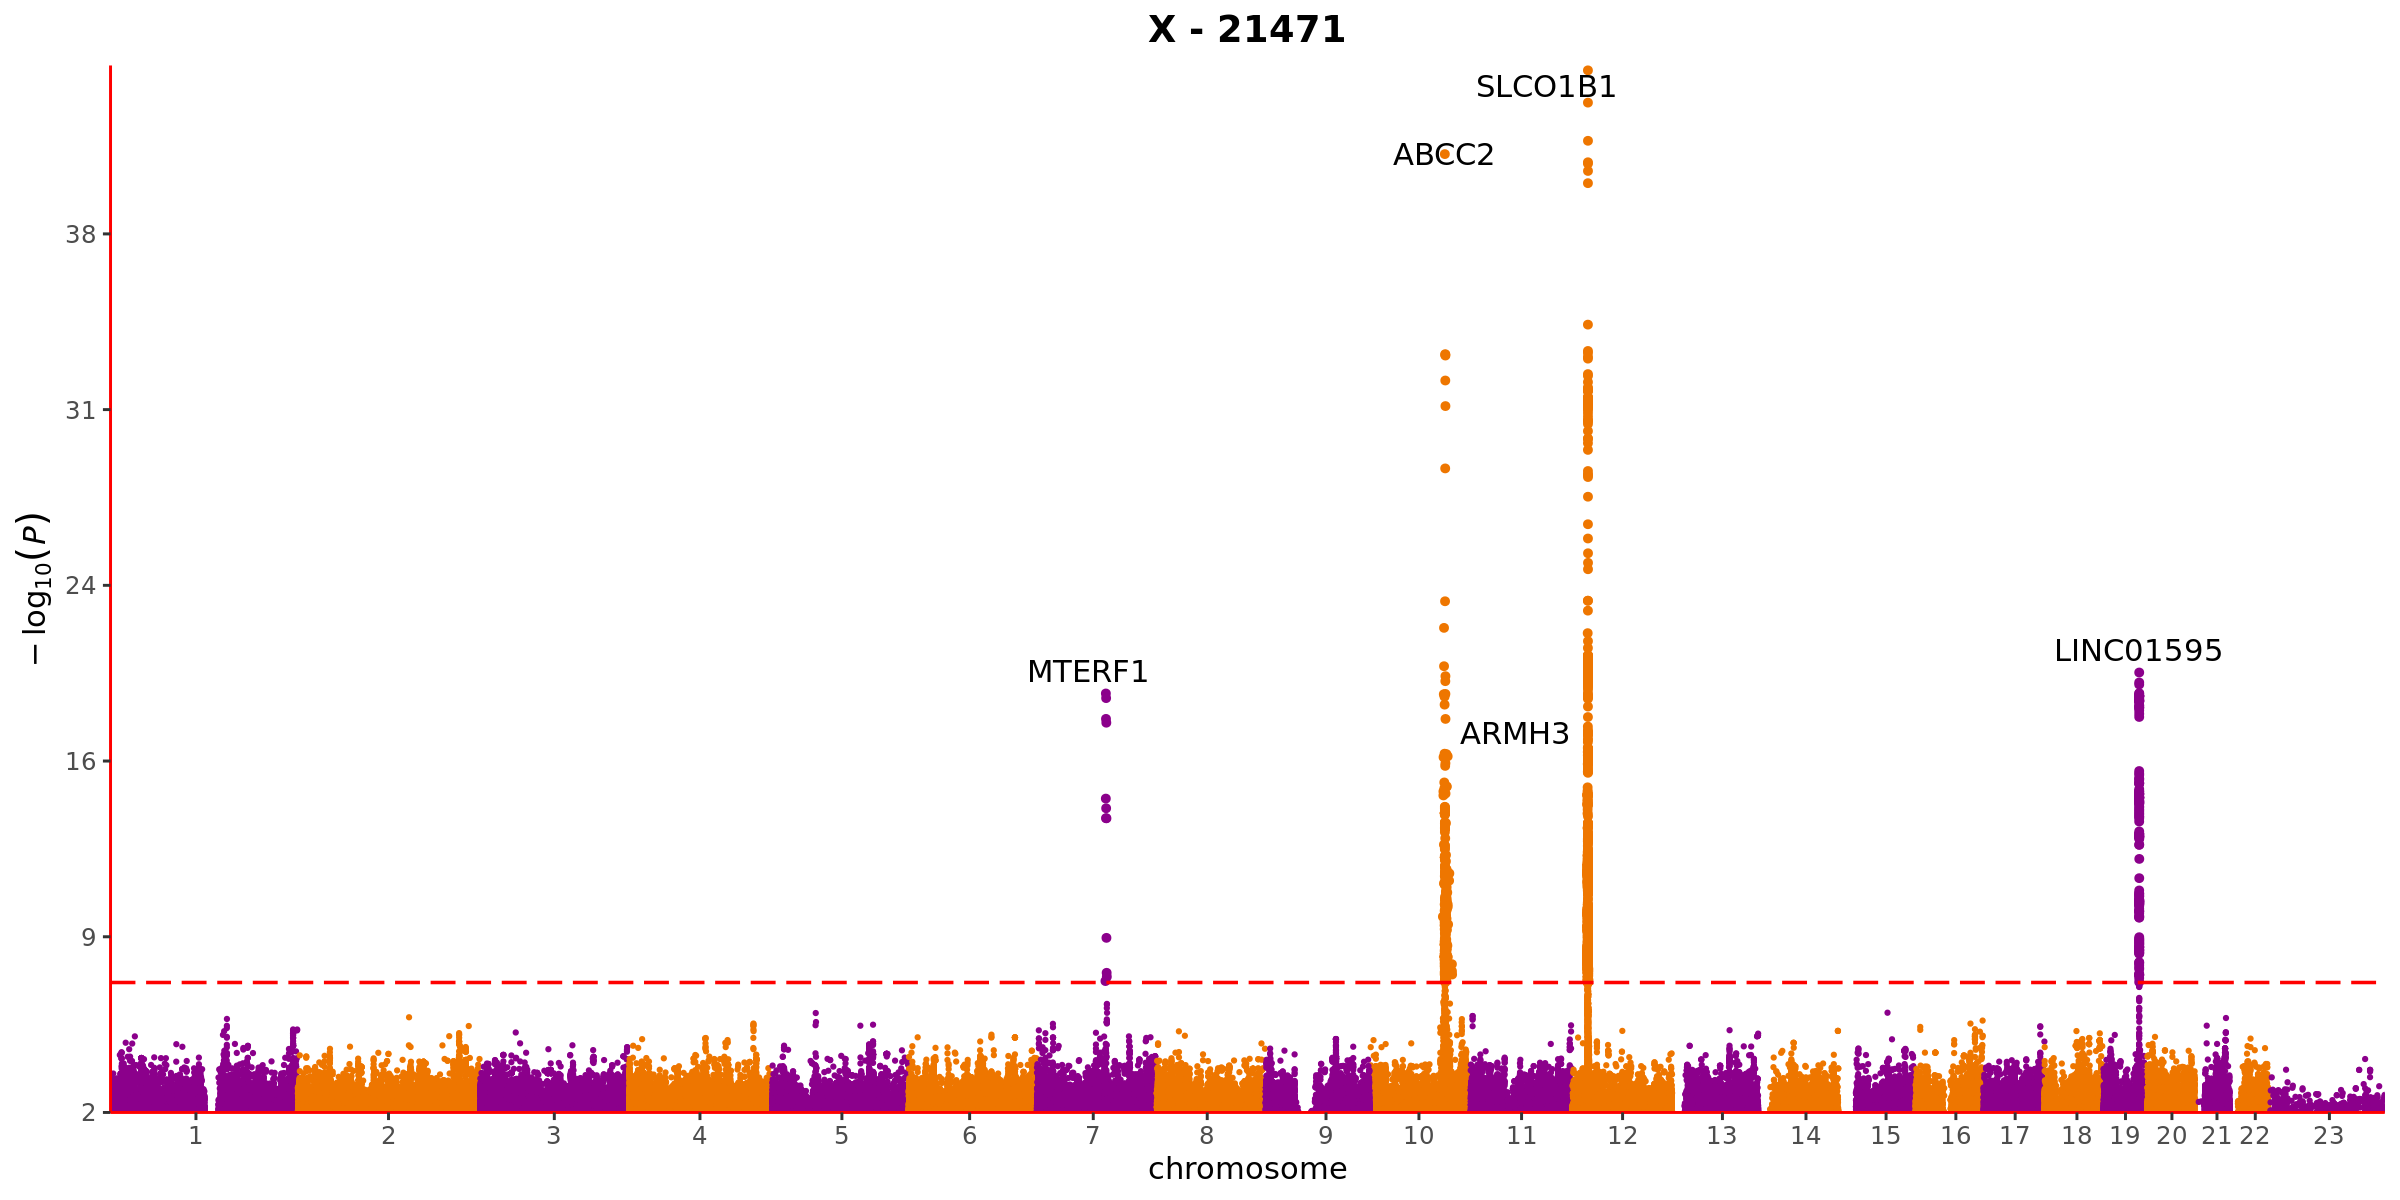 X - 21471
SLCO1B1
ABCC2
38
31
24
− log10(P)
MTERF1
LINC01595
ARMH3
16
9
2
1 2 3 4 5 6 7 8 9 10 11 12 13 14 15 16 17 18 19 20 21 22 23
chromosome